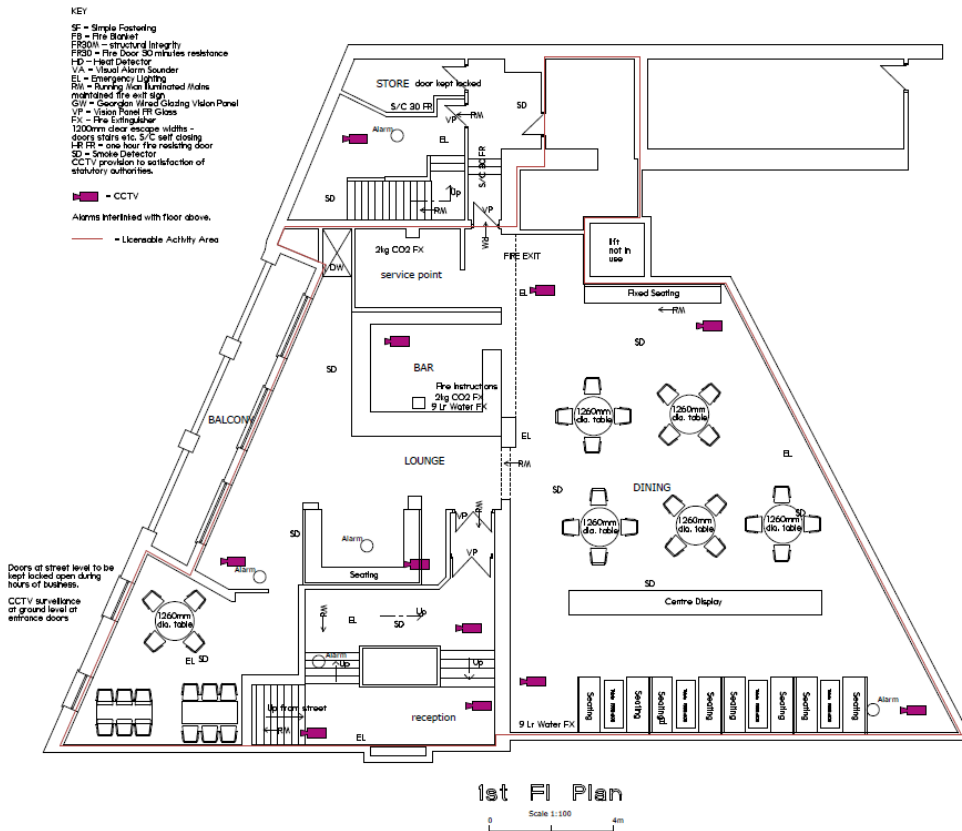 KEY
SF = Simple Fastening
FB = Fire Blanket
FR30M - structural integrity
FR30 = Fire Door 30 minutes resistance
HD - Heat Detector
VA = Visual Alarm Sounder
EL = Emergency Lighting
RM = Running Man Illuminated Mains
maintained fire exit sign
GW = Georgian Wired Glazing Vision Panel
VP = Vision Panel FR Glass
FX - Fire Extinguisher
1200mm clear escape widths -
doors stairs etc. S/C self closing
HR FR = one hour fire resisting door
SD = Smoke Detector
CCTV provision to satisfaction of
statutory authorities.
= CCTV
Alarms interlinked with floor above.
= Licensable Activity Area
STORE
door kept locked
S/C 30 FR
VP
RM
SD
Alarm
EL
S/C 30 FR
SD
Up
RM
VP
RM
2kg CO2 FX
FIRE EXIT
lift
not in
use
DW
service point
EL
Fixed Seating
RM
SD
SD
BAR
Fire Instructions
2kg CO2 FX
9 Lr Water FX
1260mm
dia. table
1260mm
dia. table
BALCONY
EL
EL
LOUNGE
RM
SD
DINING
RM
VP
SD
1260mm
dia. table
1260mm
dia. table
1260mm
dia. table
SD
Alarm
VP
Seating
Alarm
SD
Centre Display
Doors at street level to be
kept locked open during
hours of business.
CCTV surveillance
at ground level at
entrance doors
1260mm
dia. table
RM
EL
SD
Up
EL SD
Alarm
Up
Up
Up from street
reception
RM
EL
9 Lr Water FX
Seating
Seating
Seating
Seating
Seating
Seating
Seating
Seating
Alarm
1st Fl Plan
Scale 1:100
0
4m